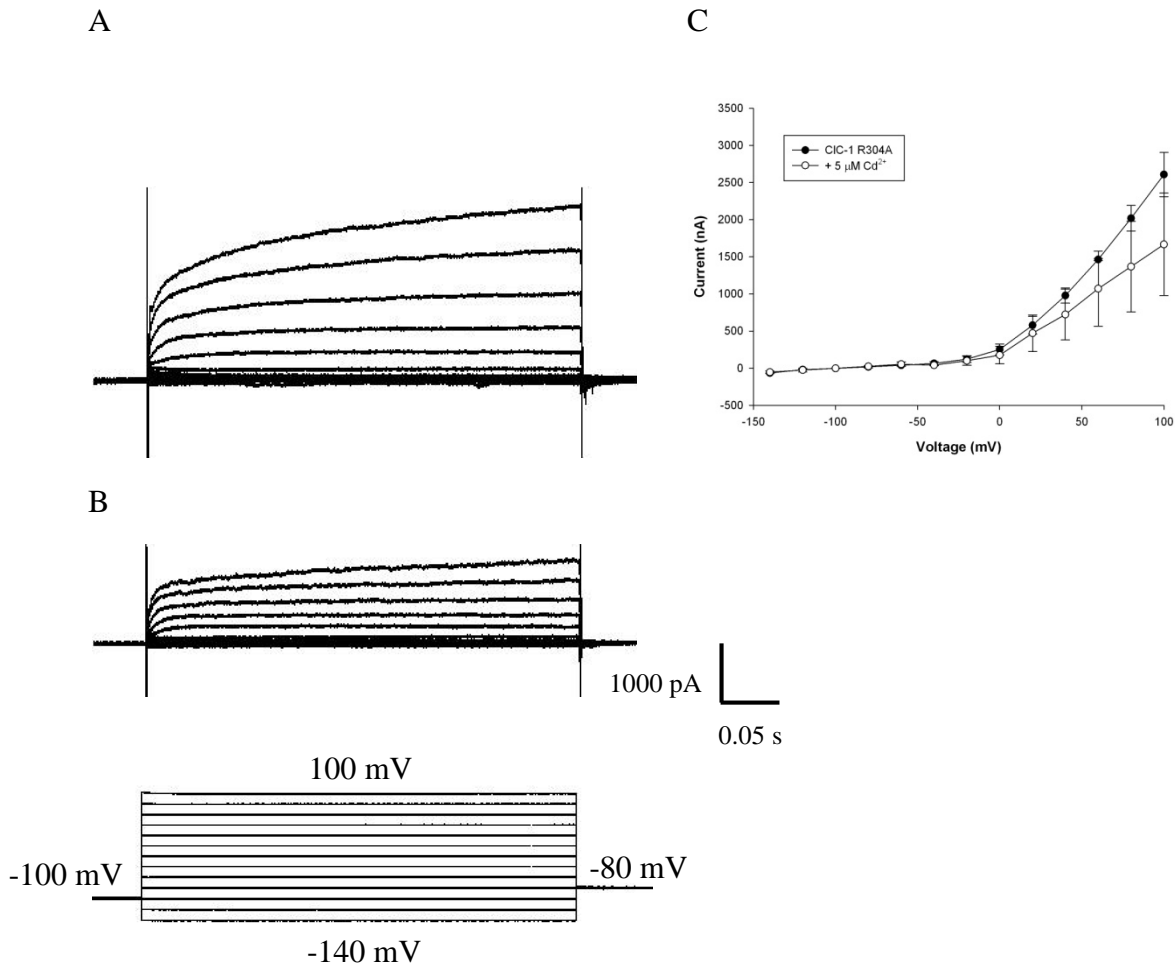 A
C
3500
3000
2500
2000
1500
1000
500
0
-500
Current (nA)
ClC-1 R304A
+ 5 μM Cd²⁺
-150
-100
-50
0
50
100
Voltage (mV)
B
1000 pA
0.05 s
100 mV
-100 mV
-80 mV
-140 mV